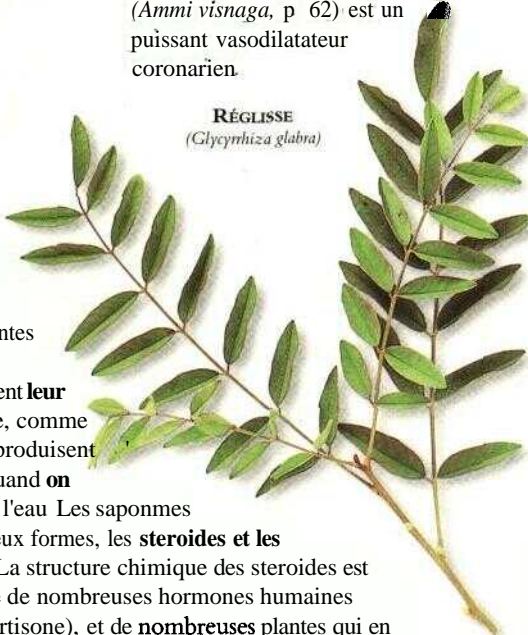 (Ammi visnaga, p 62) est un
puissant vasodilatateur
coronarien
RÉGLISSE
(Glycyrrhiza glabra)
ntes
ent leur
e, comme
produisent
uand on
l'eau Les saponmes
eux formes, les steroides et les
La structure chimique des steroides est
e de nombreuses hormones humaines
rtisone), et de nombreuses plantes qui en